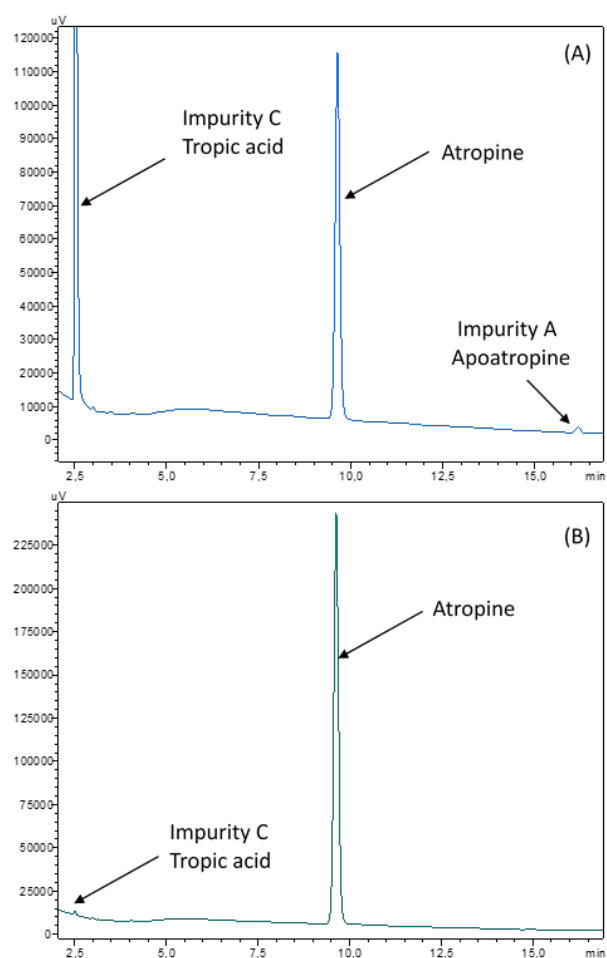 uV
120000
(A)
110000
Impurity C
Tropic acid
100000
90000
Atropine
80000
70000
60000
50000
40000
Impurity A
Apoatropine
30000
20000
10000
0
2,5 5,0 7,5 10,0 12,5 15,0 min
uV
(B)
225000
200000
Atropine
175000
150000
125000
100000
75000
Impurity C
Tropic acid
50000
25000
0
2,5 5,0 7,5 10,0 12,5 15,0 min